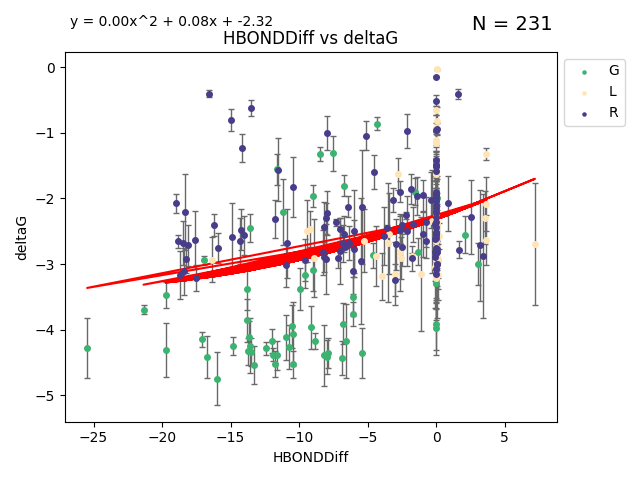 y = 0.00x^2 + 0.08x + -2.32
N = 231
HBONDDiff vs deltaG
G
L
R
deltaG
0
−1
−2
−3
−4
−5
−25
−20
−15
−10
−5
0
5
HBONDDiff